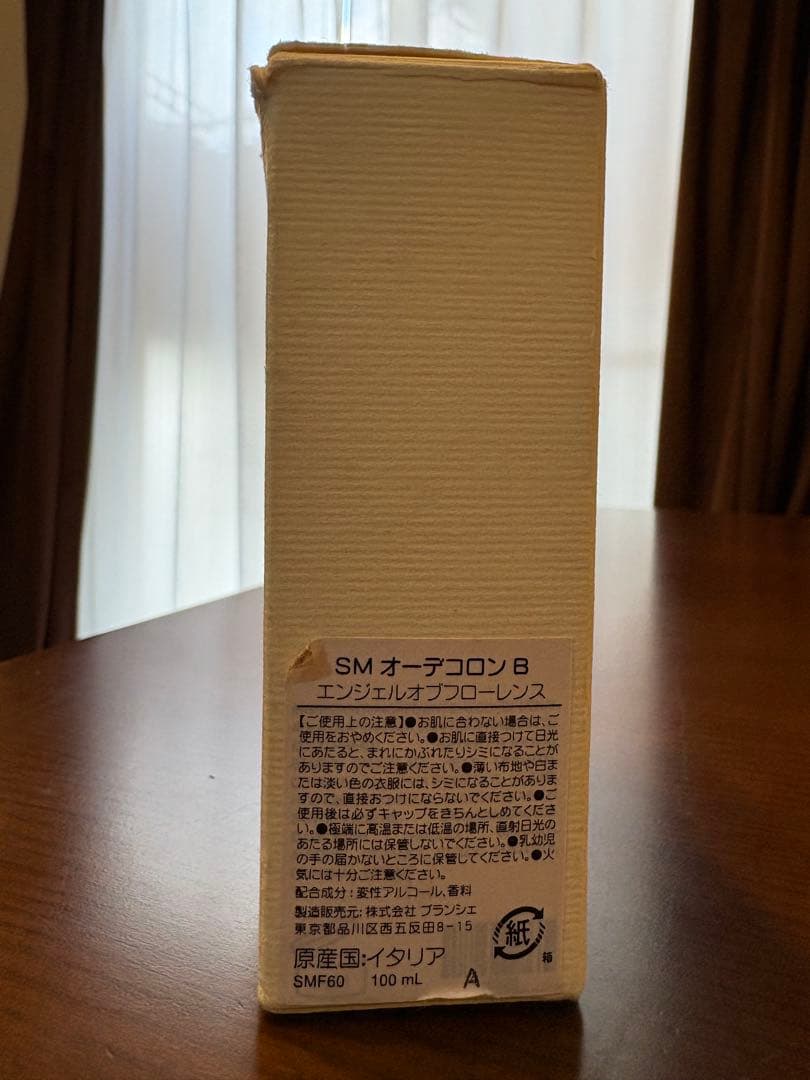 SM オーデコロン B
エンジェルオブフローレンス
【ご使用上の注意】●お肌に合わない場合は、ご
使用をおやめください。●お肌に直接つけて日光
にあたると、まれにかぶれたりシミになることが
ありますのでご注意ください。●薄い布地や白ま
たは淡い色の衣服には、シミになることがありま
すので、直接おつけにならないでください。●ご
使用後は必ずキャップをきちんとしめてくださ
い。●極端に高温または低温の場所、直射日光の
あたる場所には保管しないでください。●乳幼児
の手の届かないところに保管してください。●火
気には十分ご注意ください。
配合成分:変性アルコール、香料
製造販売元:株式会社 ブランシェ
東京都品川区西五反田8-15
紙
箱
原産国:イタリア
SMF60 100 mL A